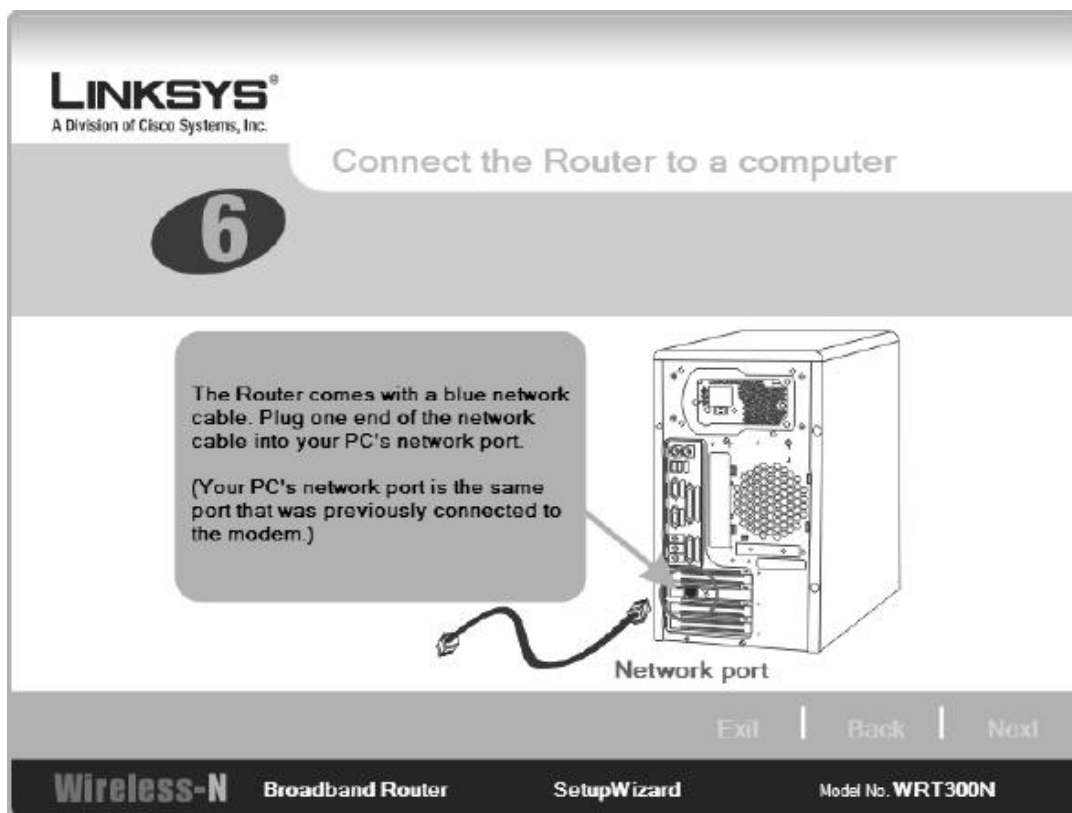 LINKSYS®
A Division of Cisco Systems, Inc.
Connect the Router to a computer
6
The Router comes with a blue network
cable. Plug one end of the network
cable into your PC's network port.
(Your PC's network port is the same
port that was previously connected to
the modem.)
Network port
Exit | Back | Next
Wireless-N Broadband Router SetupWizard Model No. WRT300N